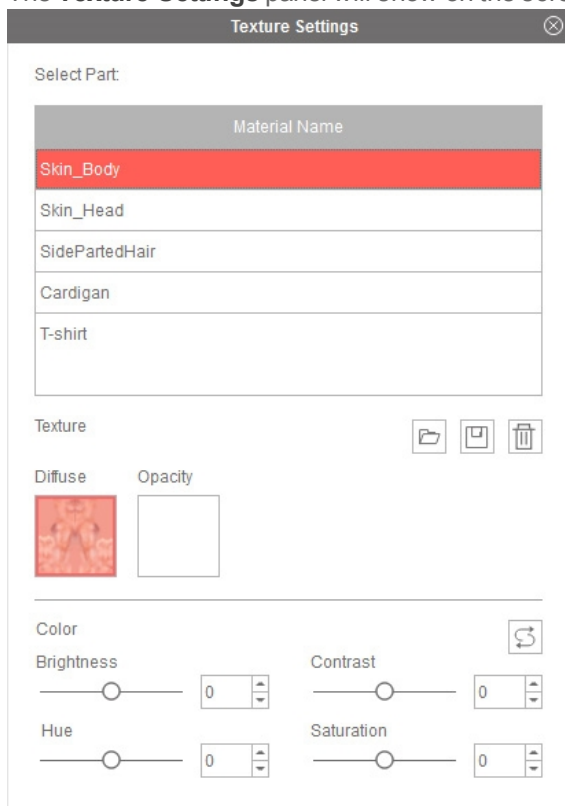 The Texture Settings panel will show on the scre
Texture Settings
Select Part:
Material Name
Skin_Body
Skin_Head
SidePartedHair
Cardigan
T-shirt
Texture
Diffuse Opacity
Color
Brightness Contrast
0 0
Hue Saturation
0 0